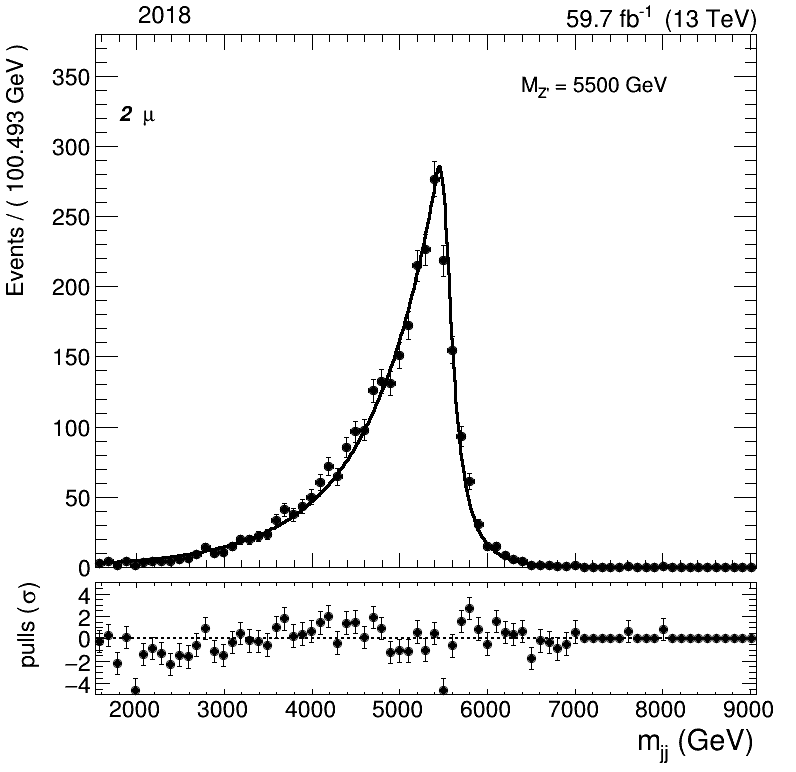 2018 59.7 fb-1 (13 TeV)
Events / ( 100.493 GeV )
350
300
250
200
150
100
50
0
MZ' = 5500 GeV
2 μ
pulls (σ)
4
2
0
−2
−4
2000 3000 4000 5000 6000 7000 8000 9000
mjj (GeV)